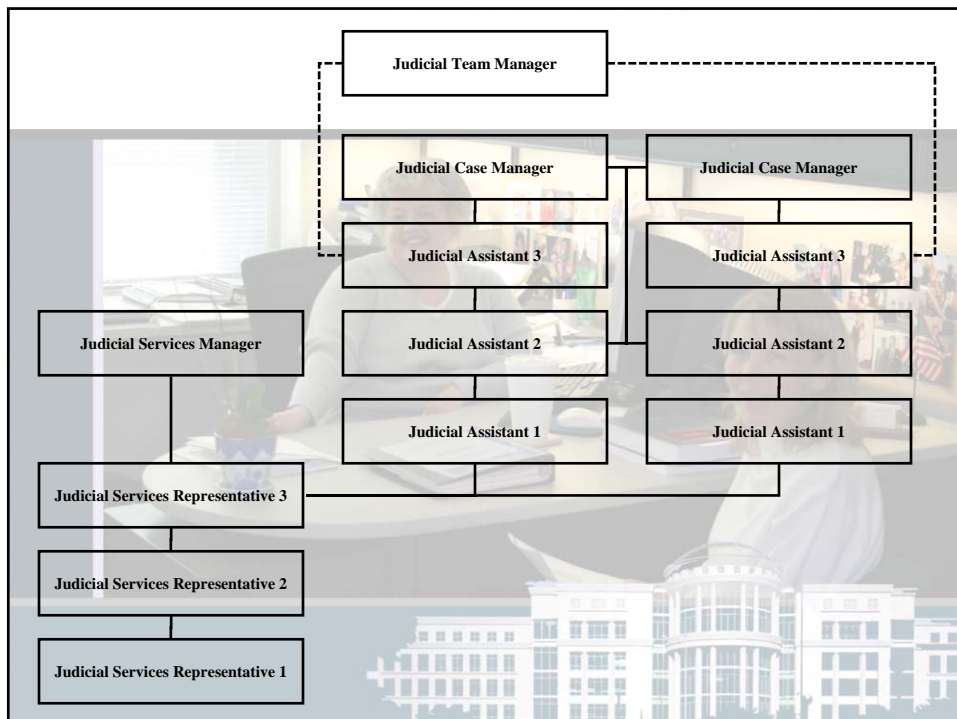 Judicial Team Manager
Judicial Case Manager
Judicial Case Manager
Judicial Assistant 3
Judicial Assistant 3
Judicial Services Manager
Judicial Assistant 2
Judicial Assistant 2
Judicial Assistant 1
Judicial Assistant 1
Judicial Services Representative 3
Judicial Services Representative 2
Judicial Services Representative 1